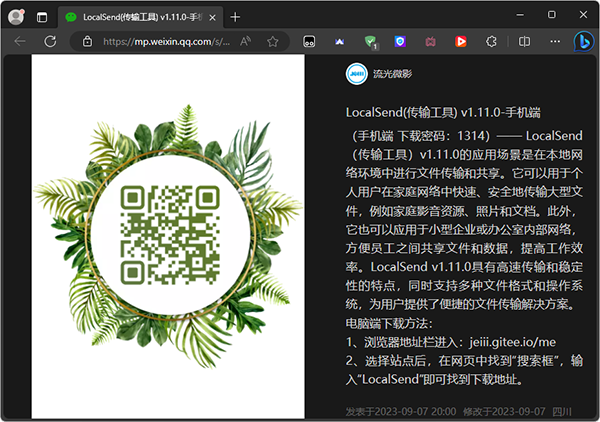 LocalSend(传输工具) v1.11.0-手机
https://mp.weixin.qq.com/s/...
流光微影
LocalSend(传输工具) v1.11.0-手机端
（手机端 下载密码：1314）—— LocalSend
（传输工具）v1.11.0的应用场景是在本地网
络环境中进行文件传输和共享。它可以用于个
人用户在家庭网络中快速、安全地传输大型文
件，例如家庭影音资源、照片和文档。此外，
它也可以应用于小型企业或办公室内部网络，
方便员工之间共享文件和数据，提高工作效
率。LocalSend v1.11.0具有高速传输和稳定
性的特点，同时支持多种文件格式和操作系
统，为用户提供了便捷的文件传输解决方案。
电脑端下载方法：
1、浏览器地址栏进入：jeiii.gitee.io/me
2、选择站点后，在网页中找到“搜索框”，输
入“LocalSend”即可找到下载地址。
发表于2023-09-07 20:00 修改于2023-09-07 四川